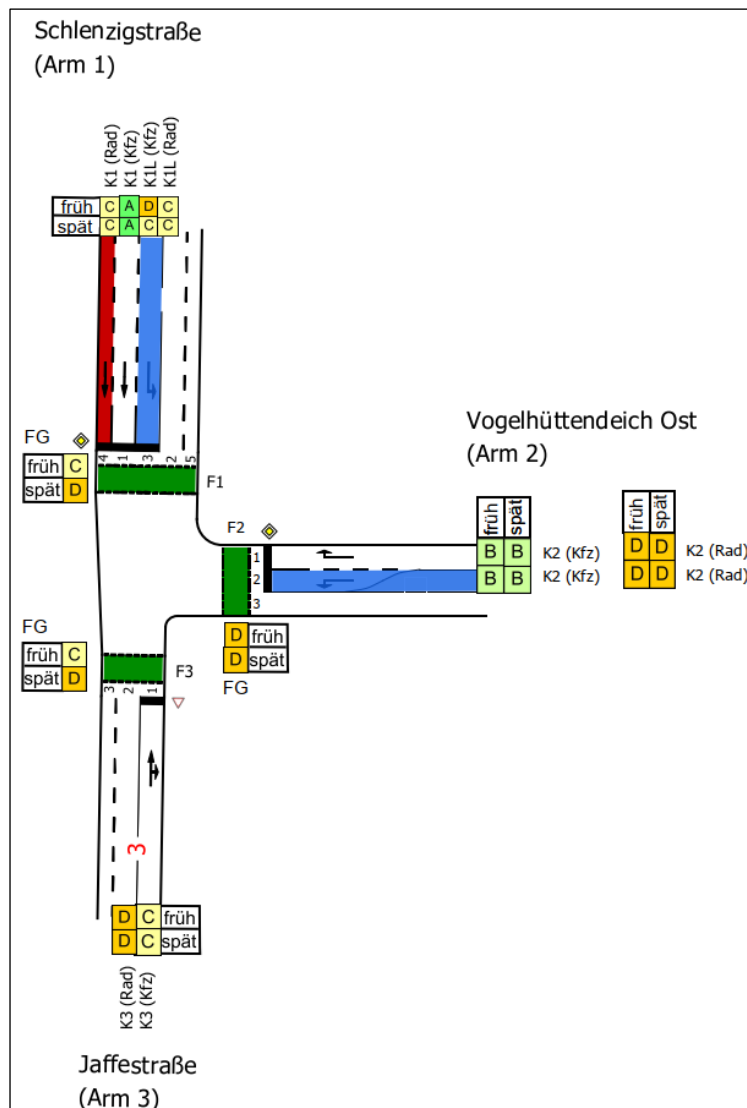 Schlenzigstraße
(Arm 1)
K1 (Rad)
K1 (Kfz)
K1L (Kfz)
K1L (Rad)
früh C A D C
spät C A C C
FG
früh C
spät D
4 1 3 2 5
F1
Vogelhüttendeich Ost
(Arm 2)
früh spät
B B K2 (Kfz)
B B K2 (Kfz)
früh spät
D D K2 (Rad)
D D K2 (Rad)
F2
1
2
3
D früh
D spät
FG
FG
früh C
spät D
F3
3 2 1
3
D C früh
D C spät
K3 (Rad)
K3 (Kfz)
Jaffestraße
(Arm 3)